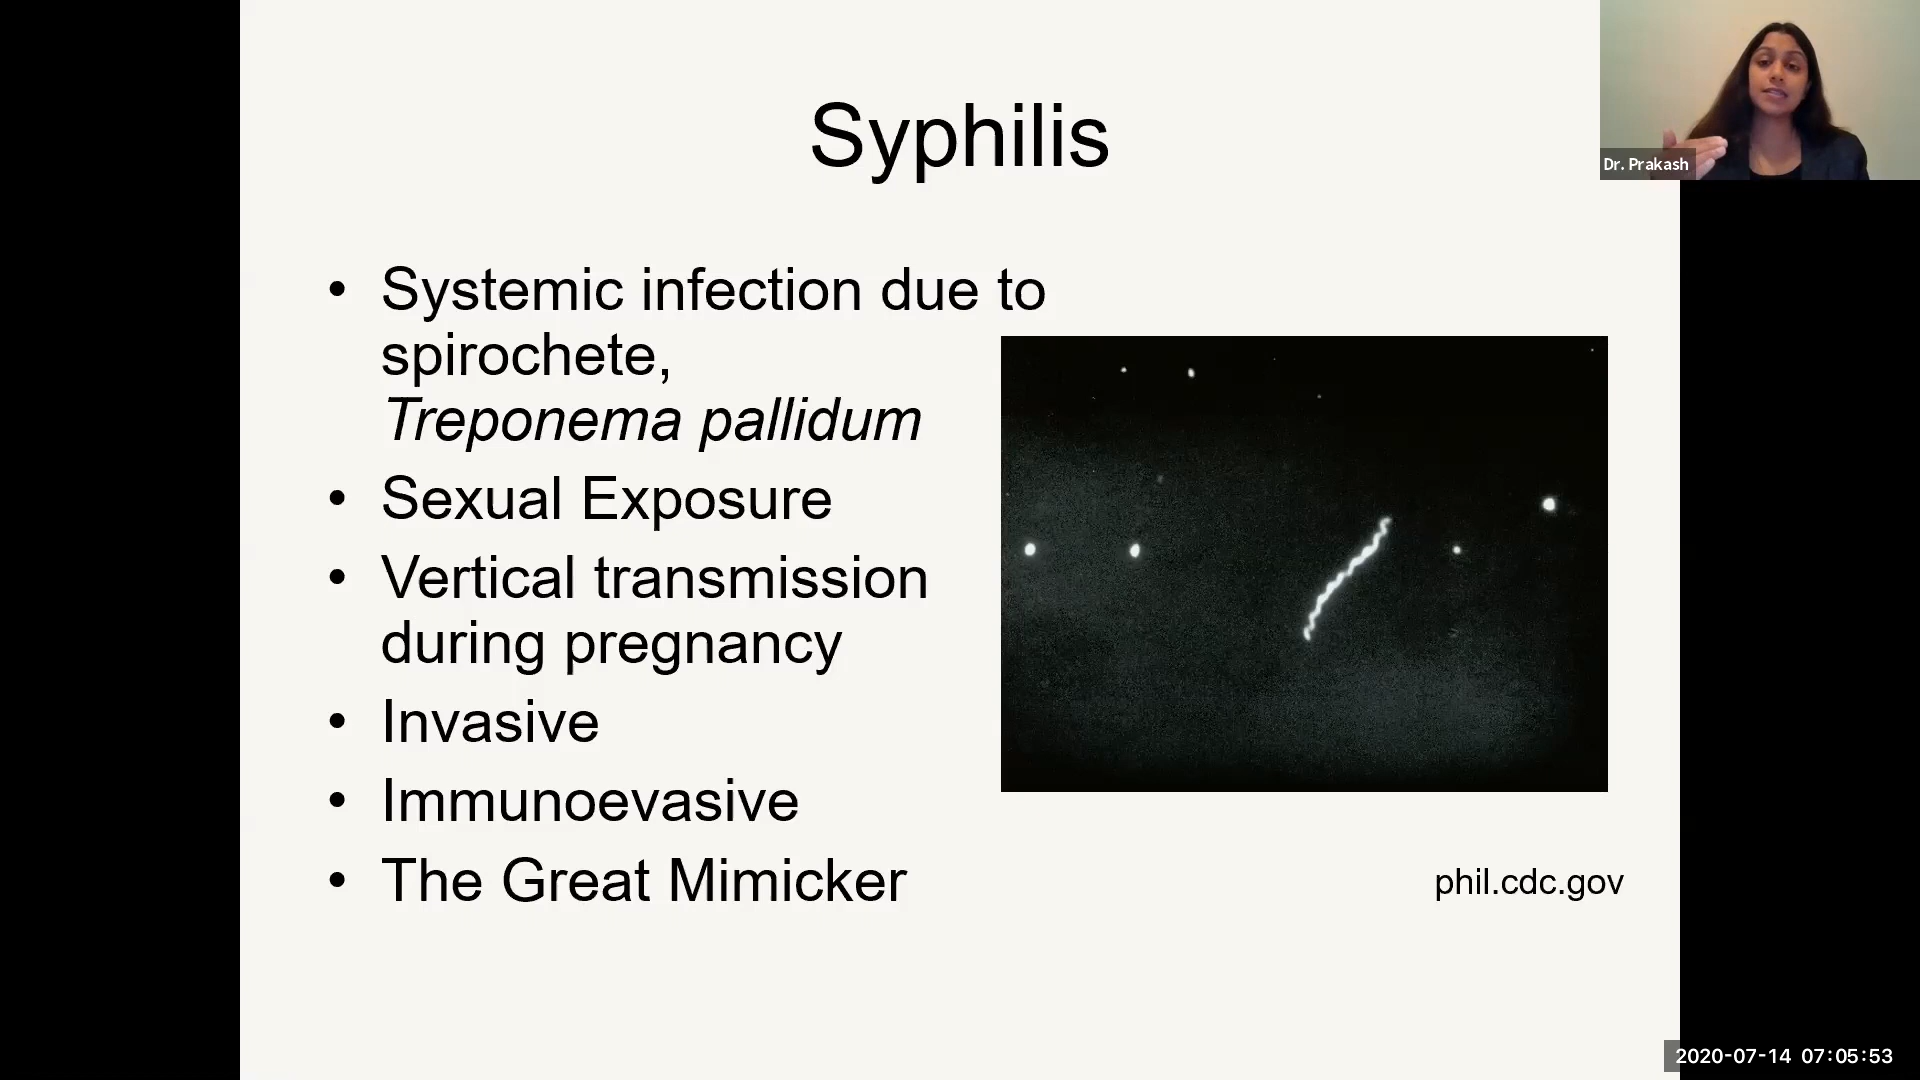 Syphilis
• Systemic infection due to
spirochete,
Treponema pallidum
• Sexual Exposure
• Vertical transmission
during pregnancy
• Invasive
• Immunoevasive
• The Great Mimicker
phil.cdc.gov
Dr. Prakash
2020-07-14 07:05:53